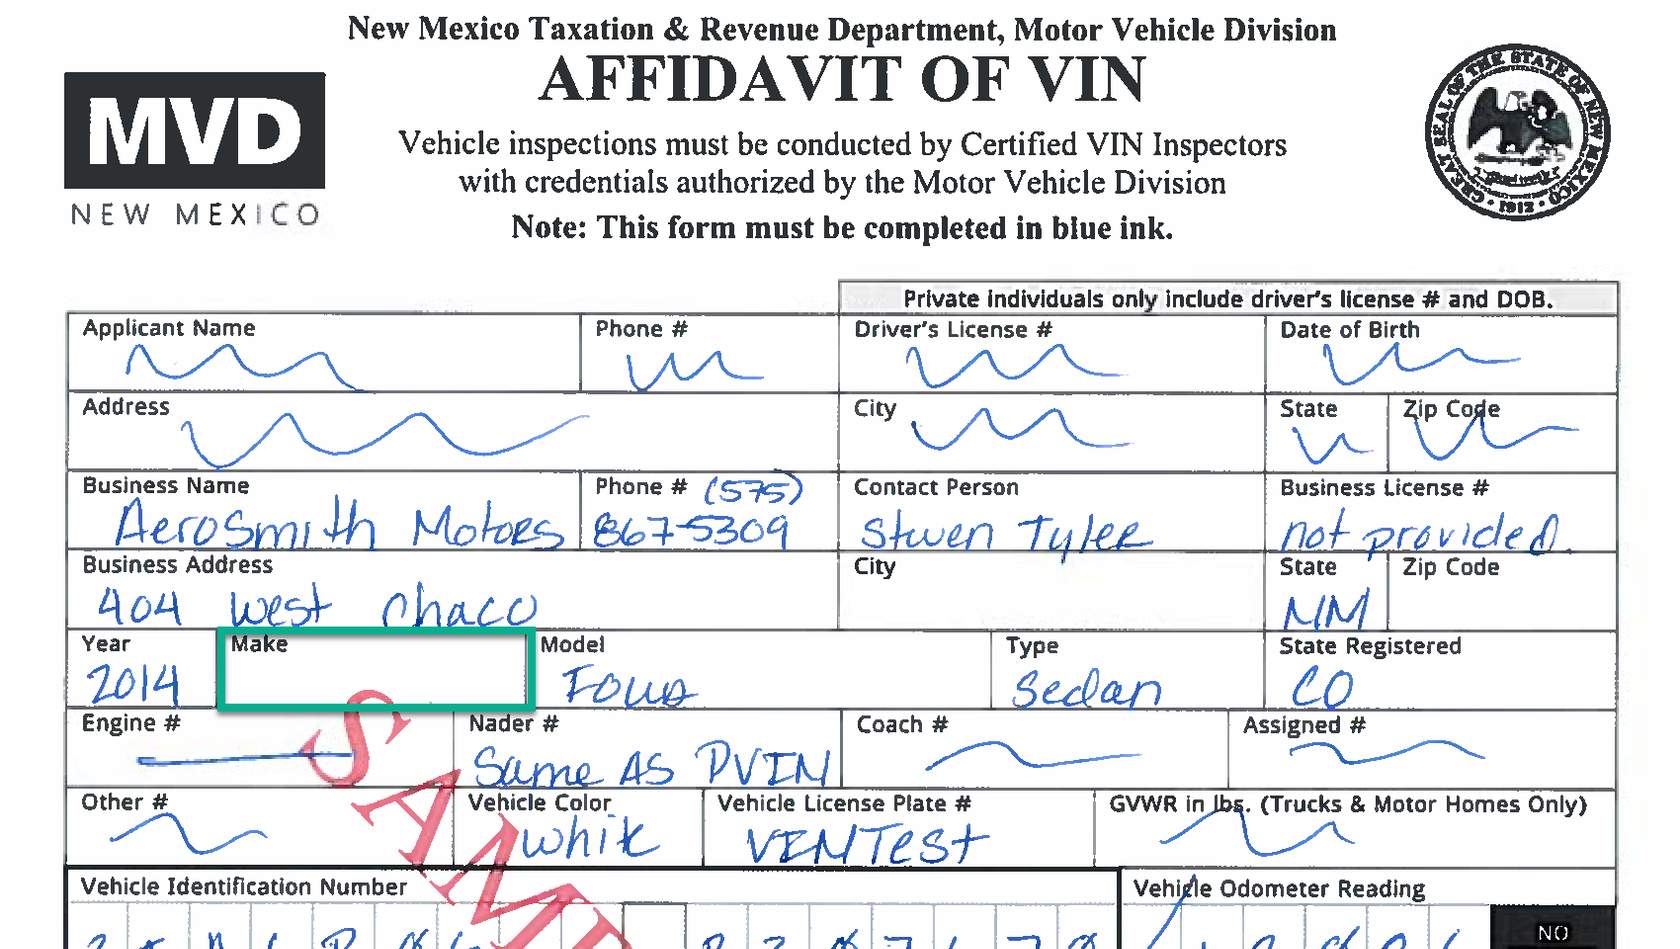 New Mexico Taxation & Revenue Department, Motor Vehicle Division
AFFIDAVIT OF VIN
MVD
NEW MEXICO
Vehicle inspections must be conducted by Certified VIN Inspectors
with credentials authorized by the Motor Vehicle Division
Note: This form must be completed in blue ink.
GREAT SEAL OF THE STATE OF NEW MEXICO
1912
Private individuals only include driver's license # and DOB.
Applicant Name Phone # Driver's License # Date of Birth
Address City State Zip Code
Business Name Phone # (575) Contact Person Business License #
AeroSmith Motors 867-5309 Steven Tyler not provided.
Business Address City State Zip Code
404 West Chaco NM
Year Make Model Type State Registered
2014 Sedan CO
Engine # Nader # Coach # Assigned #
Same AS PVIN
Other # Vehicle Color Vehicle License Plate # GVWR in lbs. (Trucks & Motor Homes Only)
White VINTest
SAMP
Vehicle Identification Number Vehicle Odometer Reading
NO